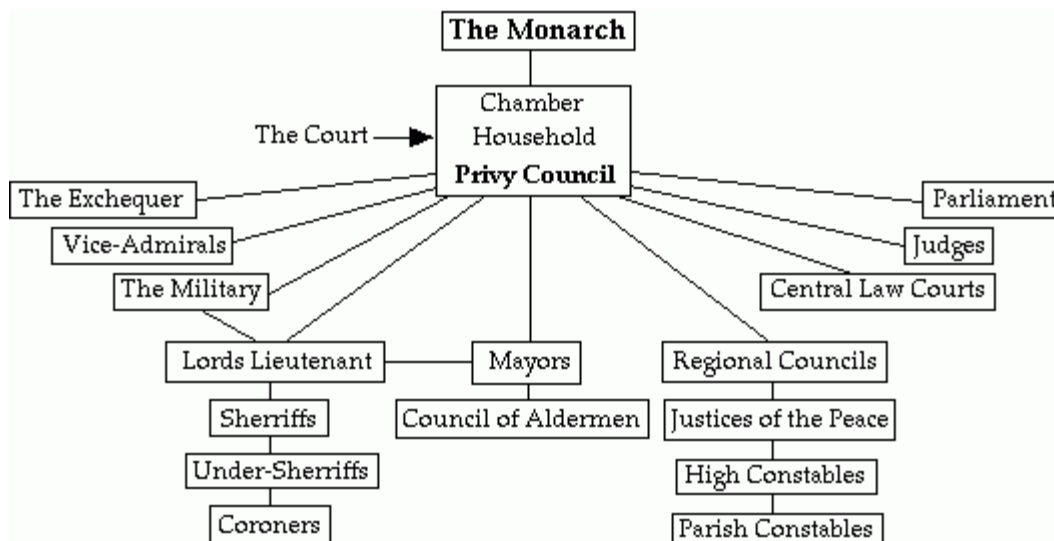 The Monarch
Chamber
The Court
Household
Privy Council
The Exchequer
Parliament
Vice-Admirals
Judges
The Military
Central Law Courts
Lords Lieutenant
Mayors
Regional Councils
Sherriffs
Council of Aldermen
Justices of the Peace
Under-Sherriffs
High Constables
Coroners
Parish Constables